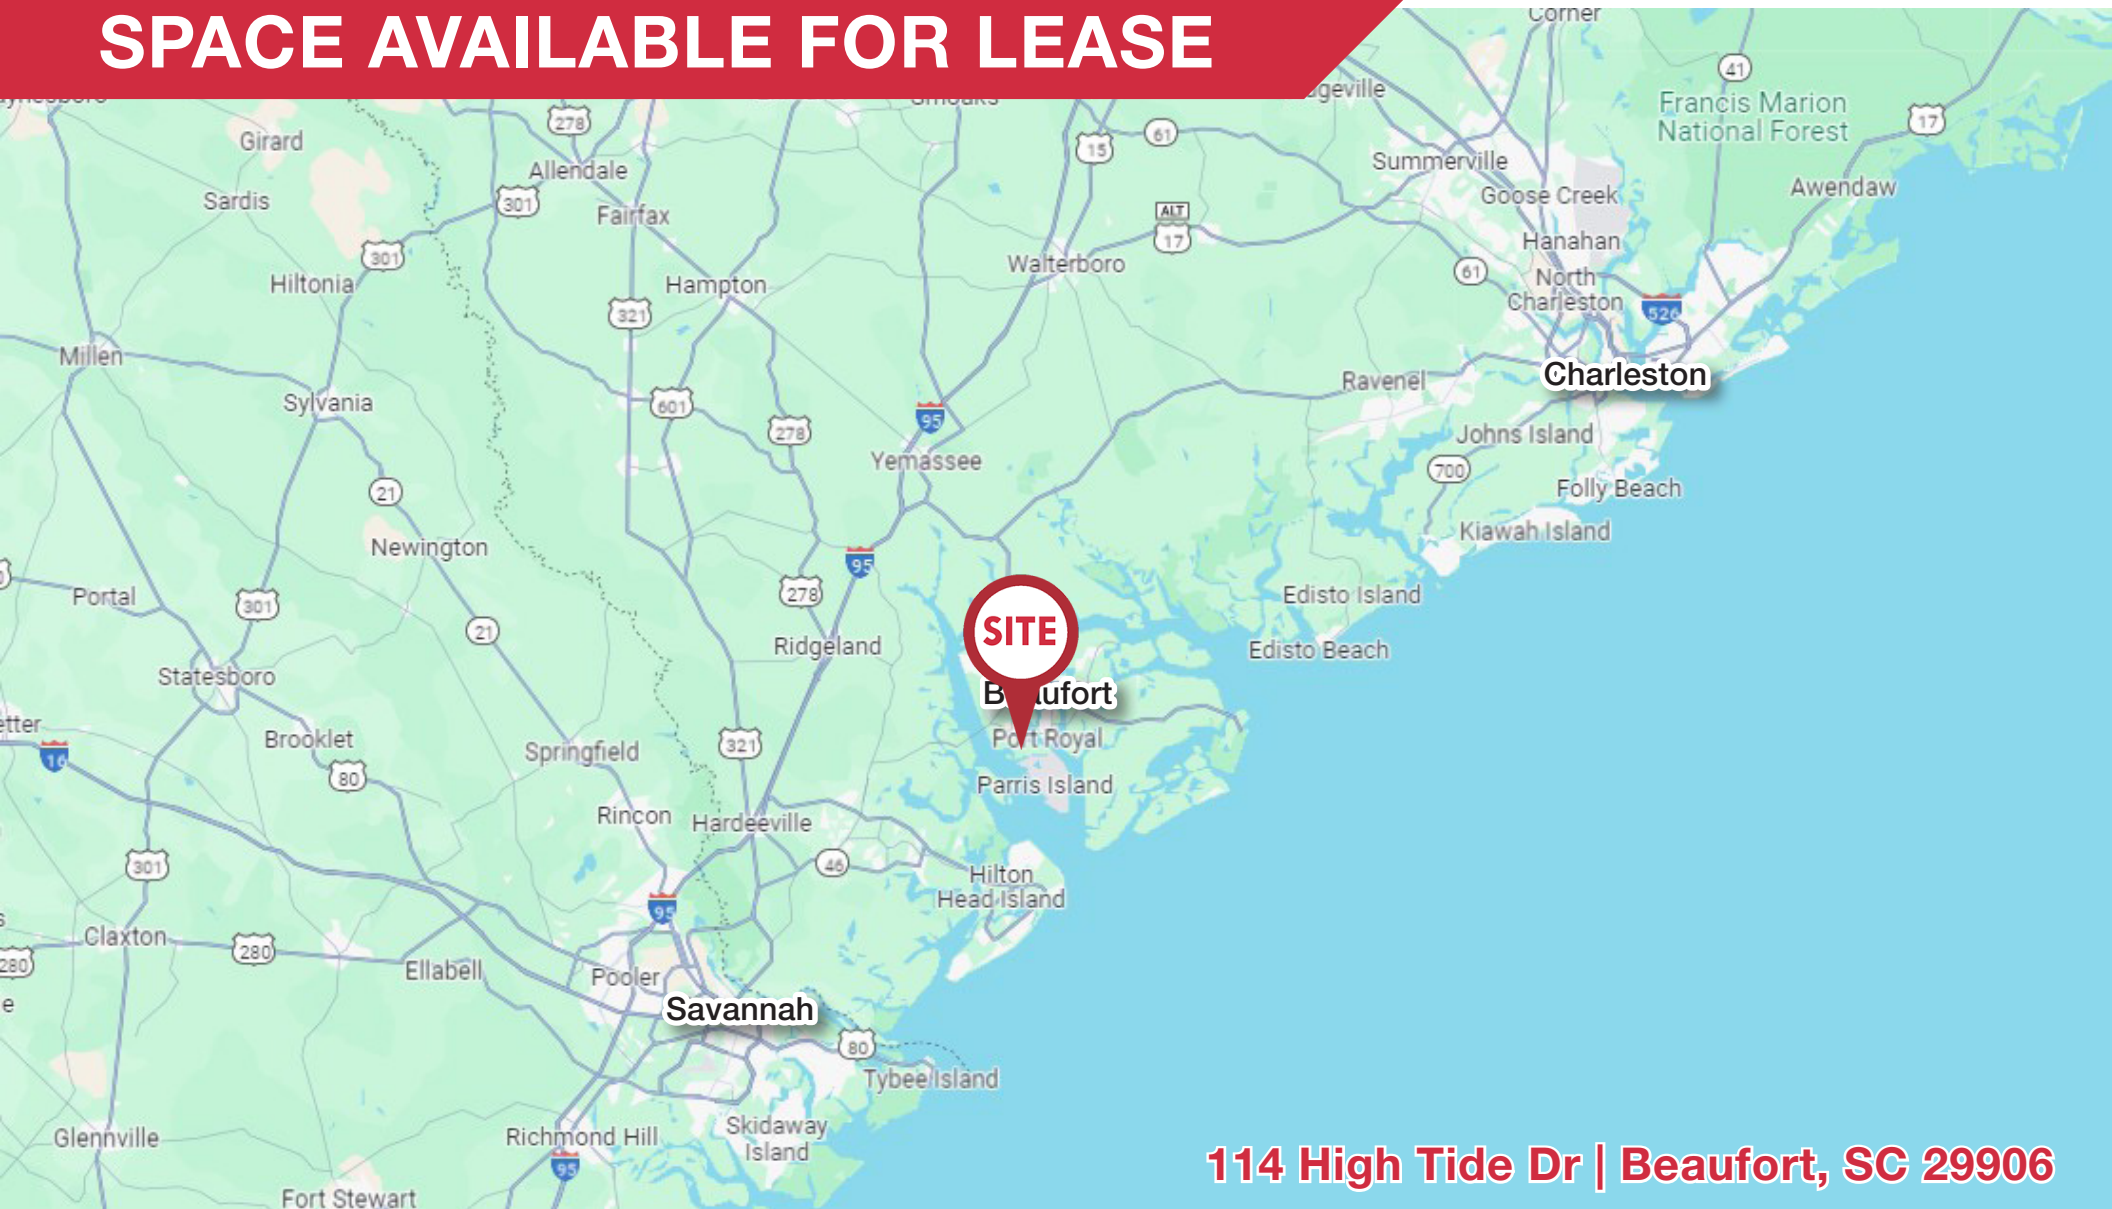 SPACE AVAILABLE FOR LEASE
Corner
41
Francis Marion
National Forest
17
Girard
278
15
61
Summerville
Allendale
Goose Creek
Awendaw
Sardis
301
Fairfax
ALT
17
Hanahan
301
Walterboro
61
North
Charleston
Hiltonia
Hampton
321
526
Millen
Ravenel
Charleston
Sylvania
601
95
278
Johns Island
Yemassee
700
21
Folly Beach
Kiawah Island
Newington
95
278
Portal
301
Edisto Island
21
SITE
Ridgeland
Edisto Beach
Statesboro
Beaufort
Brooklet
Springfield
321
Port Royal
16
80
Parris Island
Rincon
Hardeeville
301
46
Hilton
Head Island
95
Claxton
280
280
Ellabell
Pooler
Savannah
80
Tybee Island
Glennville
Richmond Hill
Skidaway
Island
95
114 High Tide Dr | Beaufort, SC 29906
Fort Stewart